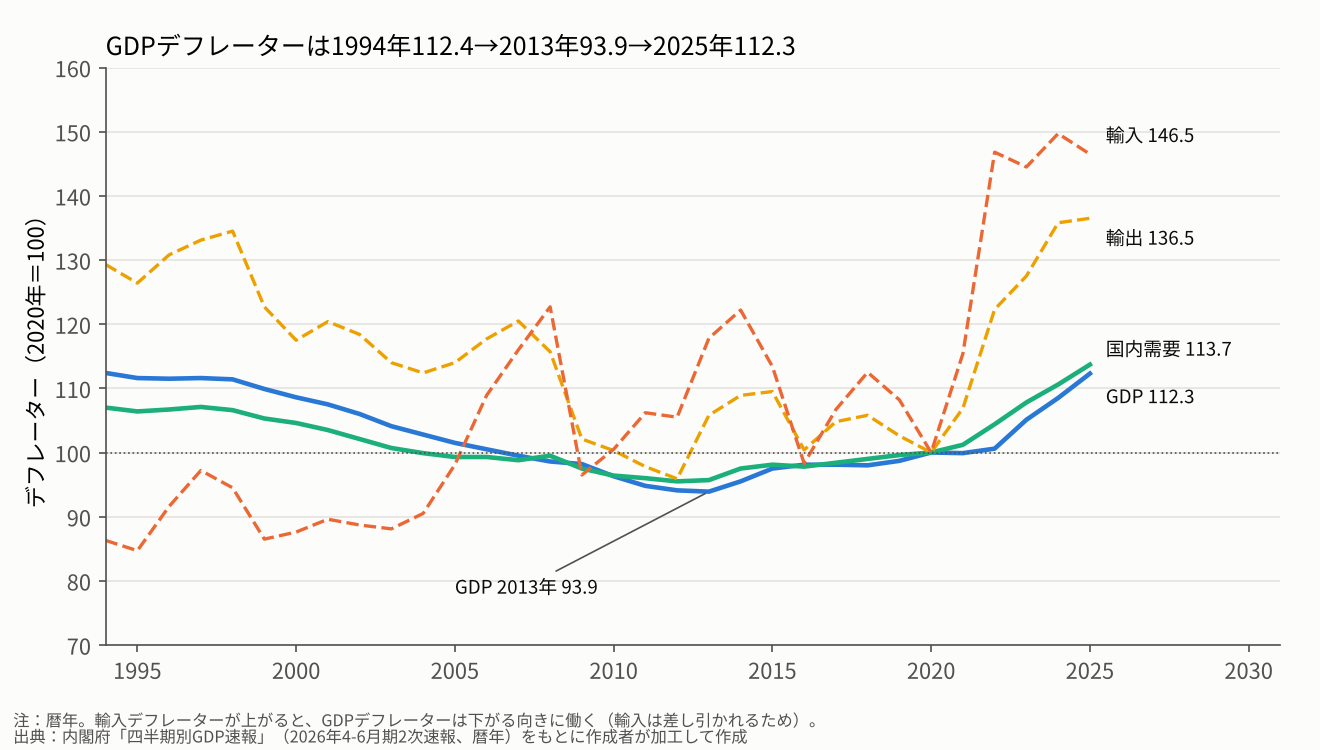 GDPデフレーターは1994年112.4→2013年93.9→2025年112.3
デフレーター（2020年＝100）
160
150
140
130
120
110
100
90
80
70
輸入 146.5
輸出 136.5
国内需要 113.7
GDP 112.3
GDP 2013年 93.9
1995 2000 2005 2010 2015 2020 2025 2030
注：暦年。輸入デフレーターが上がると、GDPデフレーターは下がる向きに働く（輸入は差し引かれるため）。
出典：内閣府「四半期別GDP速報」（2026年4-6月期2次速報、暦年）をもとに作成者が加工して作成